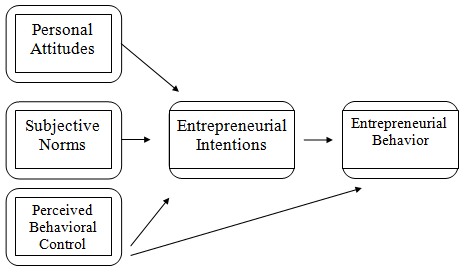 Personal
Attitudes
Subjective
Norms
Perceived
Behavioral
Control
Entrepreneurial
Intentions
Entrepreneurial
Behavior